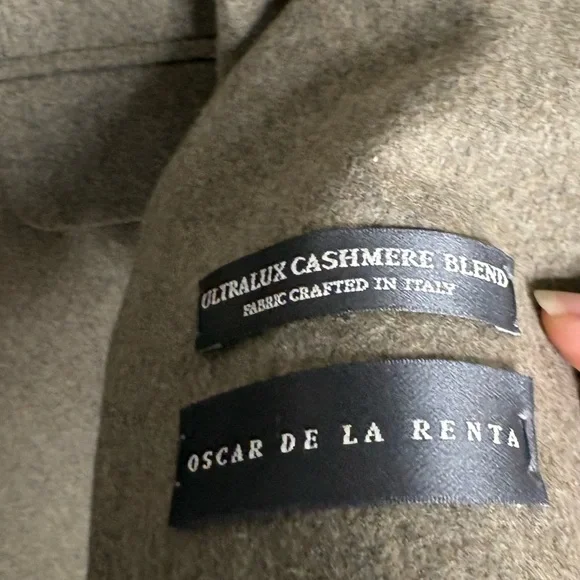 ULTRALUX CASHMERE BLEND
FABRIC CRAFTED IN ITALY
OSCAR DE LA RENTA